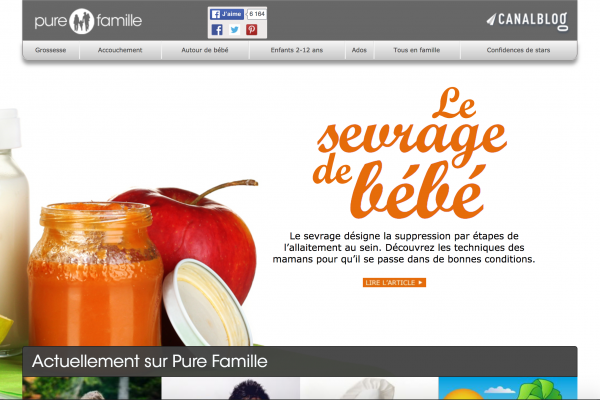 pure famille
J'aime 8 164
CANALBLOG
Grossesse Accouchement Autour de bébé Enfants 2-12 ans Ados Tous en famille Confidences de stars
Le
sevrage
de
bébé
Le sevrage désigne la suppression par étapes de
l'allaitement au sein. Découvrez les techniques des
mamans pour qu'il se passe dans de bonnes conditions.
LIRE L'ARTICLE
Actuellement sur Pure Famille